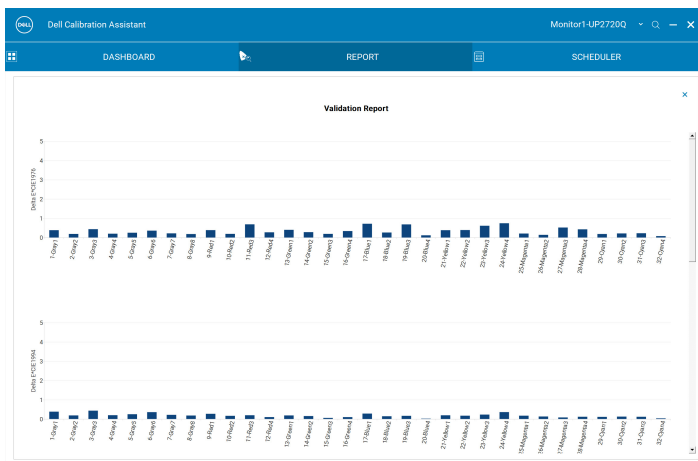 DELL
Dell Calibration Assistant
Monitor1-UP2720Q
DASHBOARD
REPORT
SCHEDULER
Validation Report
Delta E*CIE1976
5
4
3
2
1
0
1-Gray1
2-Gray2
3-Gray3
4-Gray4
5-Gray5
6-Gray6
7-Gray7
8-Gray8
9-Red1
10-Red2
11-Red3
12-Red4
13-Green1
14-Green2
15-Green3
16-Green4
17-Blue1
18-Blue2
19-Blue3
20-Blue4
21-Yellow1
22-Yellow2
23-Yellow3
24-Yellow4
25-Magenta1
26-Magenta2
27-Magenta3
28-Magenta4
29-Cyan1
30-Cyan2
31-Cyan3
32-Cyan4
Delta E*CIE1994
5
4
3
2
1
0
1-Gray1
2-Gray2
3-Gray3
4-Gray4
5-Gray5
6-Gray6
7-Gray7
8-Gray8
9-Red1
10-Red2
11-Red3
12-Red4
13-Green1
14-Green2
15-Green3
16-Green4
17-Blue1
18-Blue2
19-Blue3
20-Blue4
21-Yellow1
22-Yellow2
23-Yellow3
24-Yellow4
15-Magenta1
16-Magenta2
17-Magenta3
18-Magenta4
29-Cyan1
30-Cyan2
31-Cyan3
32-Cyan4